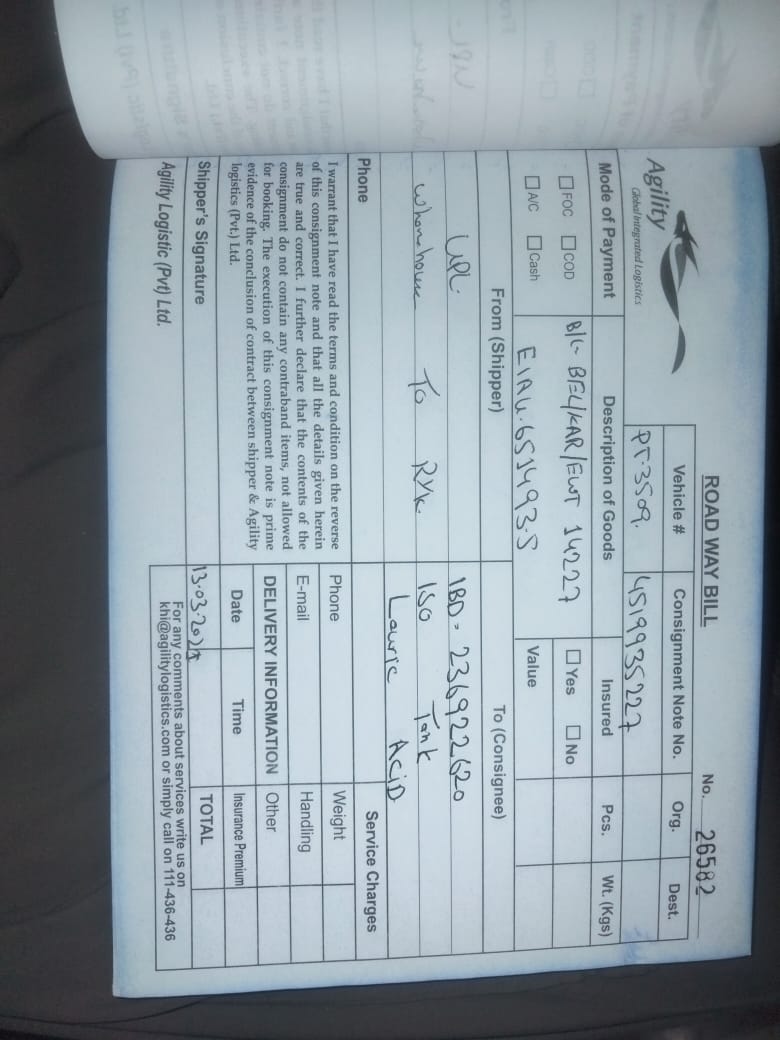 ROAD WAY BILL
No. 26582
Agility
Global Integrated Logistics
Vehicle # Consignment Note No. Org. Dest.
PT-3509. 4519935227
Mode of Payment Description of Goods Insured Pcs. Wt. (Kgs)
FOC COD B/L- BEL/KAR/EWT 14227 Yes No
A/C Cash EIAU.651493-5 Value
From (Shipper) To (Consignee)
UPL. IBD- 236922620
To RYK. ISO Tank
Lauric AciD
Phone Service Charges
I warrant that I have read the terms and condition on the reverse
of this consignment note and that all the details given herein
are true and correct. I further declare that the contents of the
consignment do not contain any contraband items, not allowed
for booking. The execution of this consignment note is prime
evidence of the conclusion of contract between shipper & Agility
logistics (Pvt.) Ltd.
Phone Weight
E-mail Handling
DELIVERY INFORMATION Other
Date Time Insurance Premium
Shipper's Signature 13-03-2025 TOTAL
Agility Logistic (Pvt) Ltd.
For any comments about services write us on
khi@agilitylogistics.com or simply call on 111-436-436